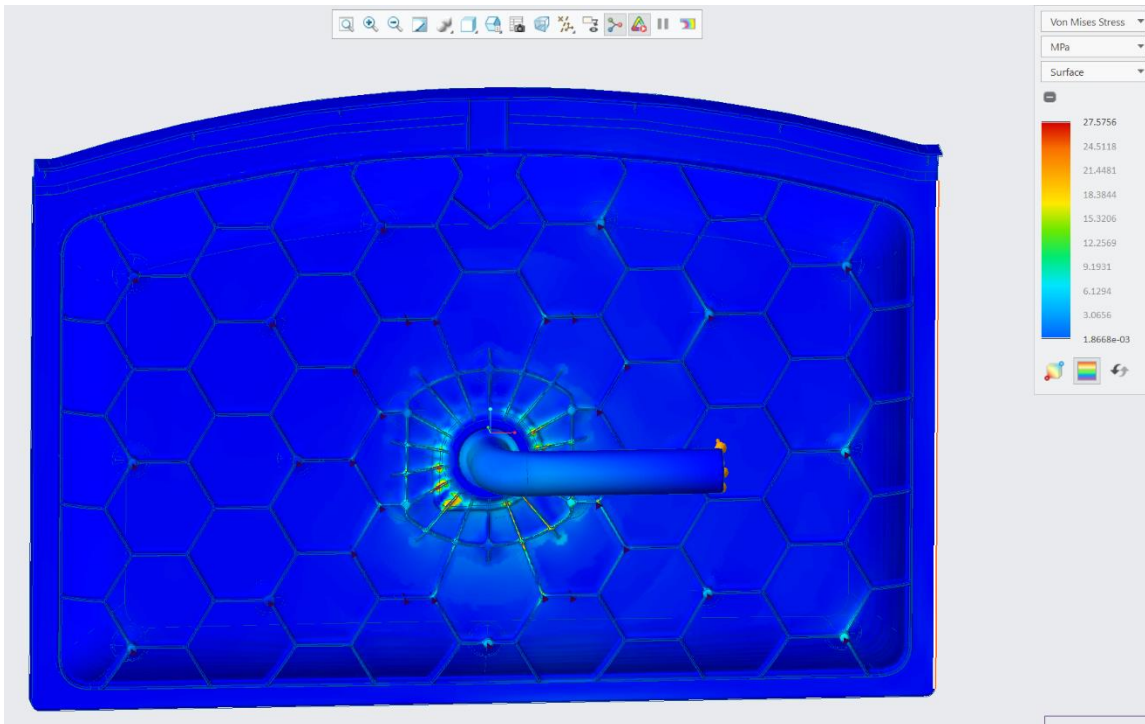 Von Mises Stress
MPa
Surface
27.5756
24.5118
21.4481
18.3844
15.3206
12.2569
9.1931
6.1294
3.0656
1.8668e-03